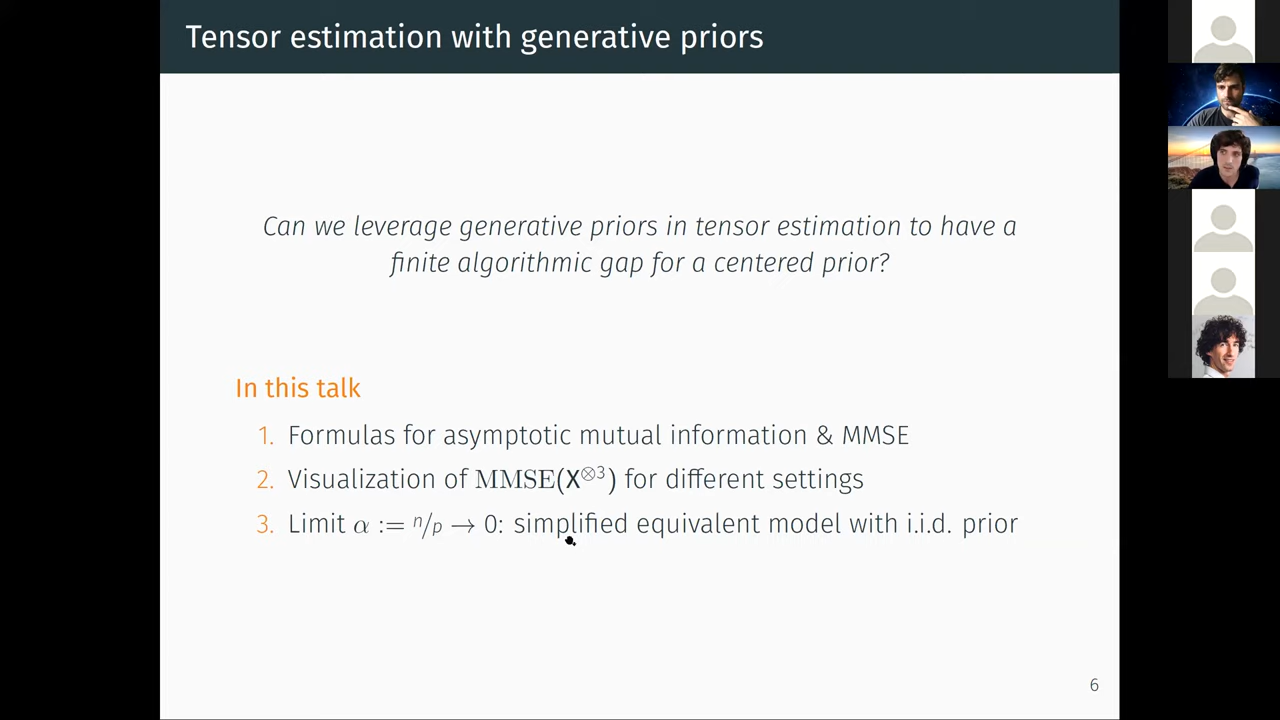 Tensor estimation with generative priors
Can we leverage generative priors in tensor estimation to have a
finite algorithmic gap for a centered prior?
In this talk
1. Formulas for asymptotic mutual information & MMSE
2. Visualization of MMSE(X⊗3) for different settings
3. Limit α := n/p → 0: simplified equivalent model with i.i.d. prior
6